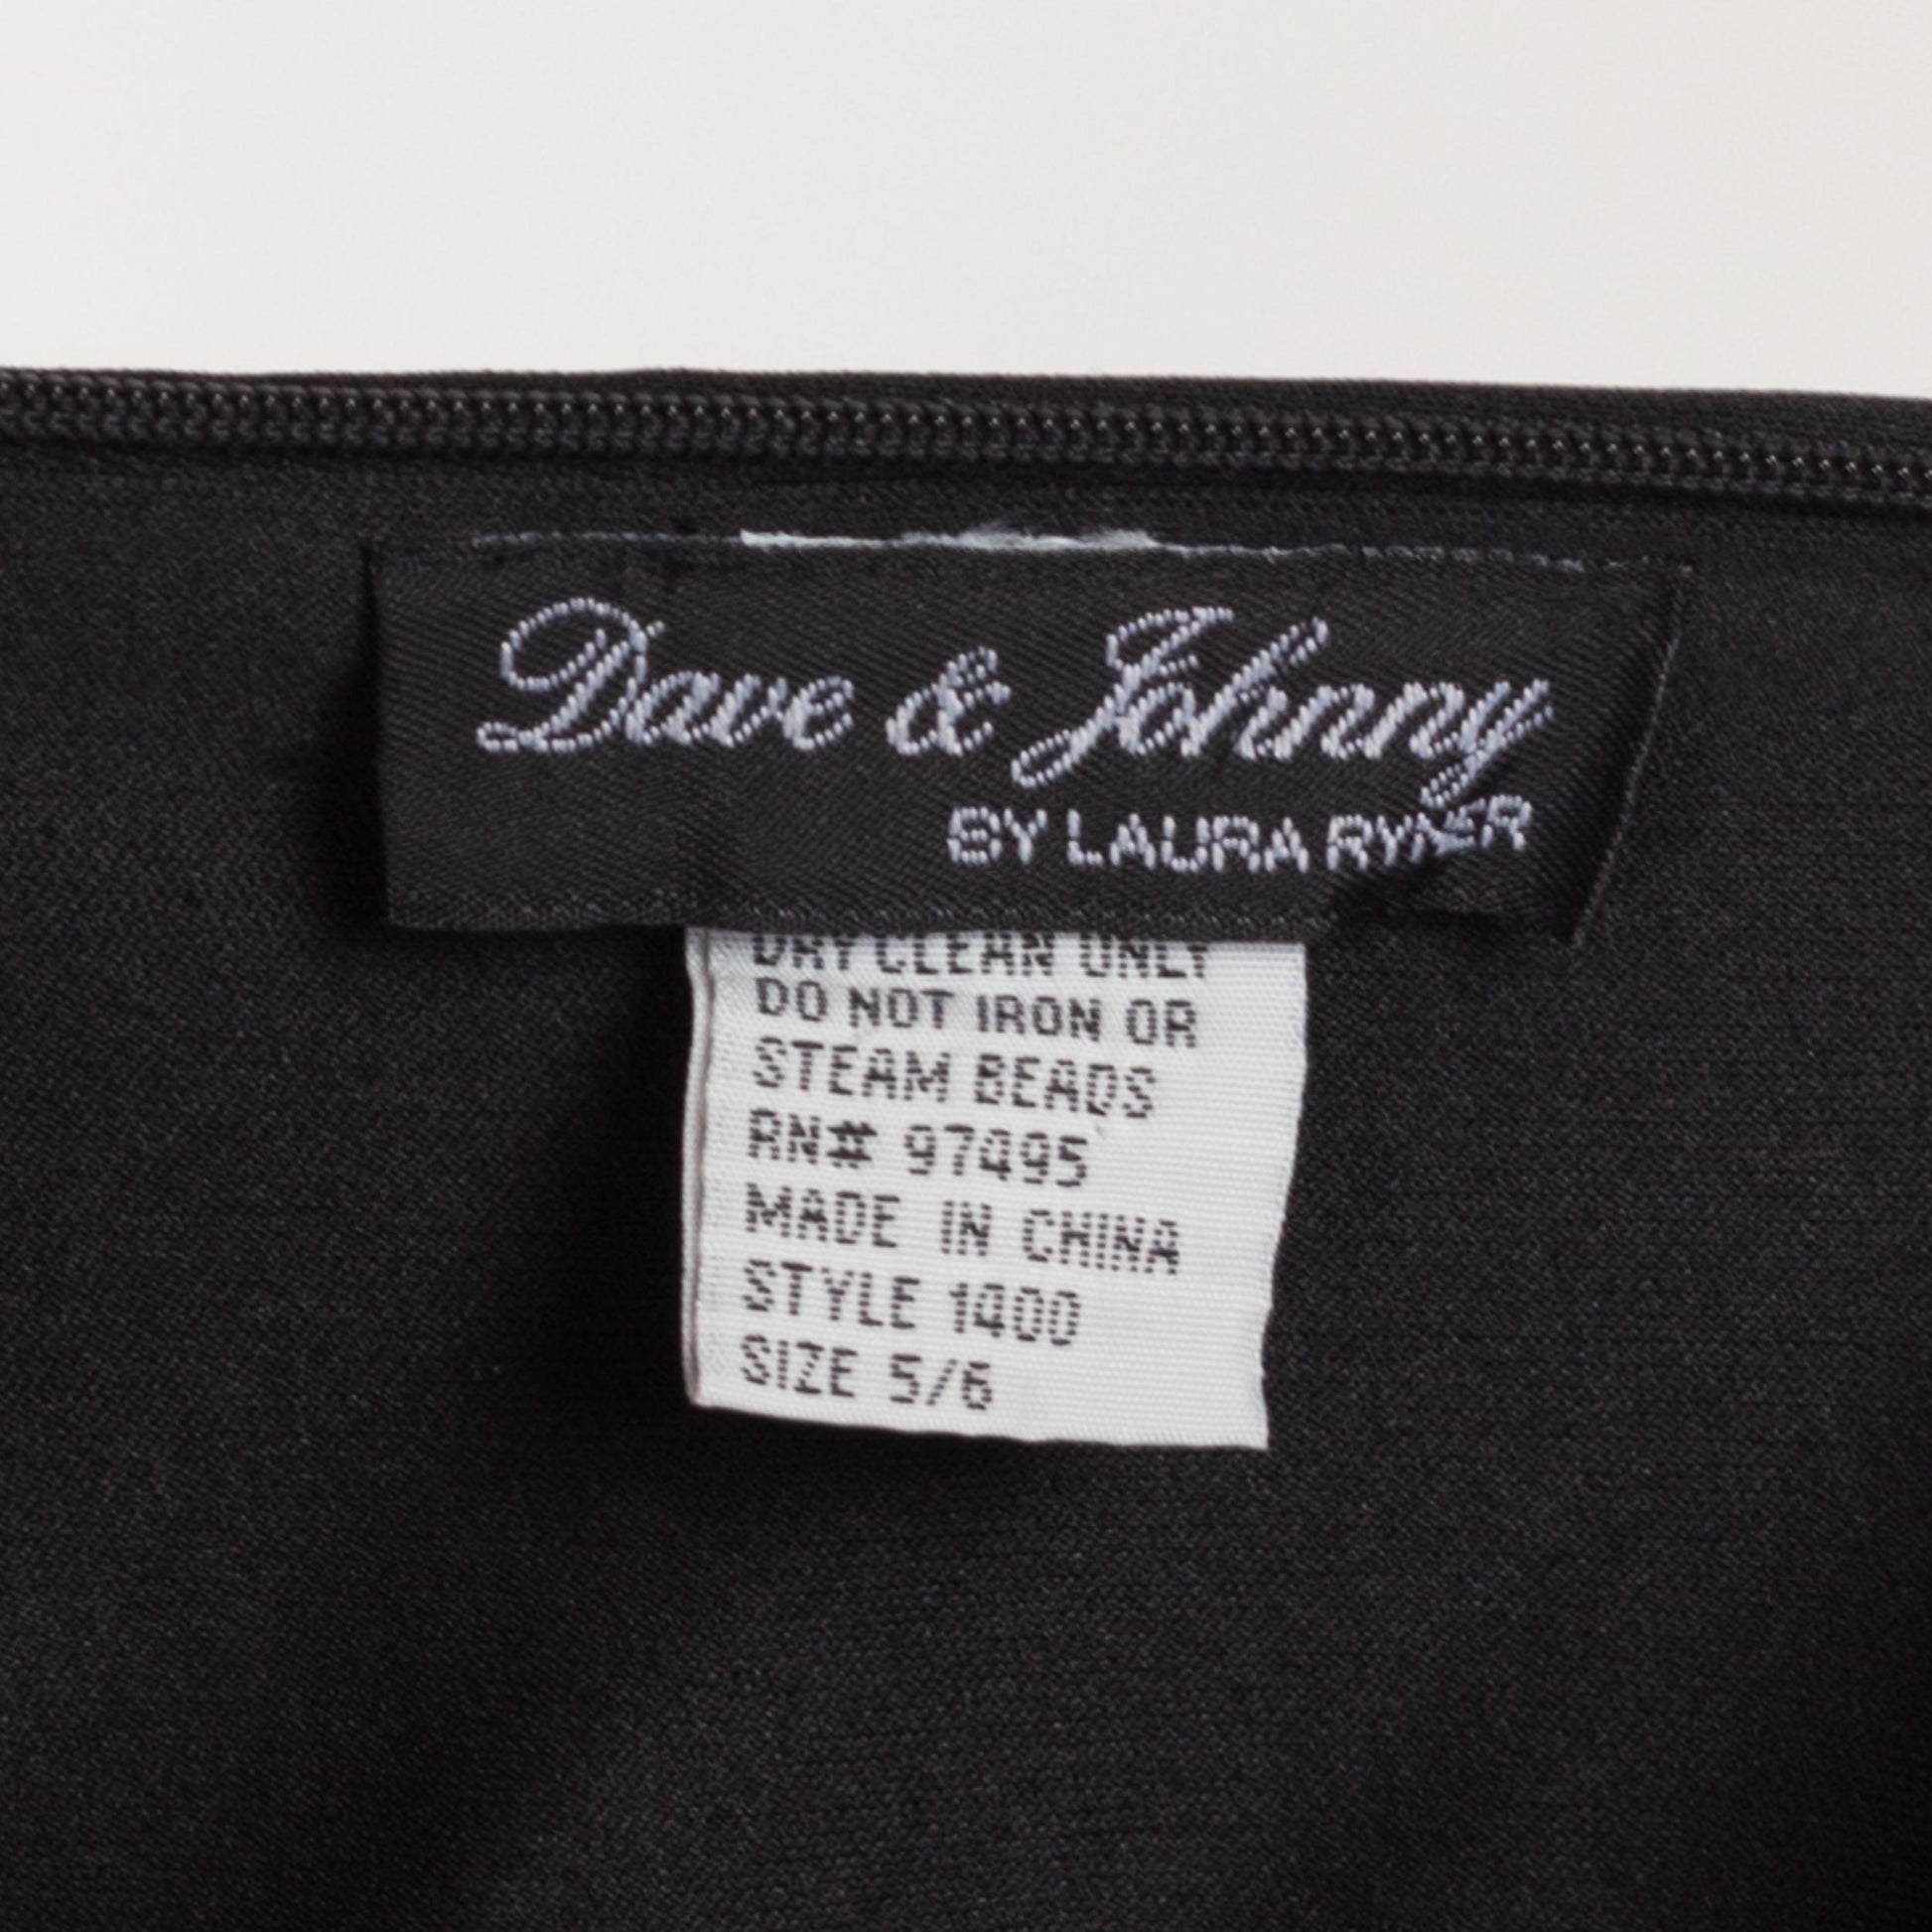 Dave & Johnny
BY LAURA RYNER
DRY CLEAN ONLY
DO NOT IRON OR
STEAM BEADS
RN# 97495
MADE IN CHINA
STYLE 1400
SIZE 5/6